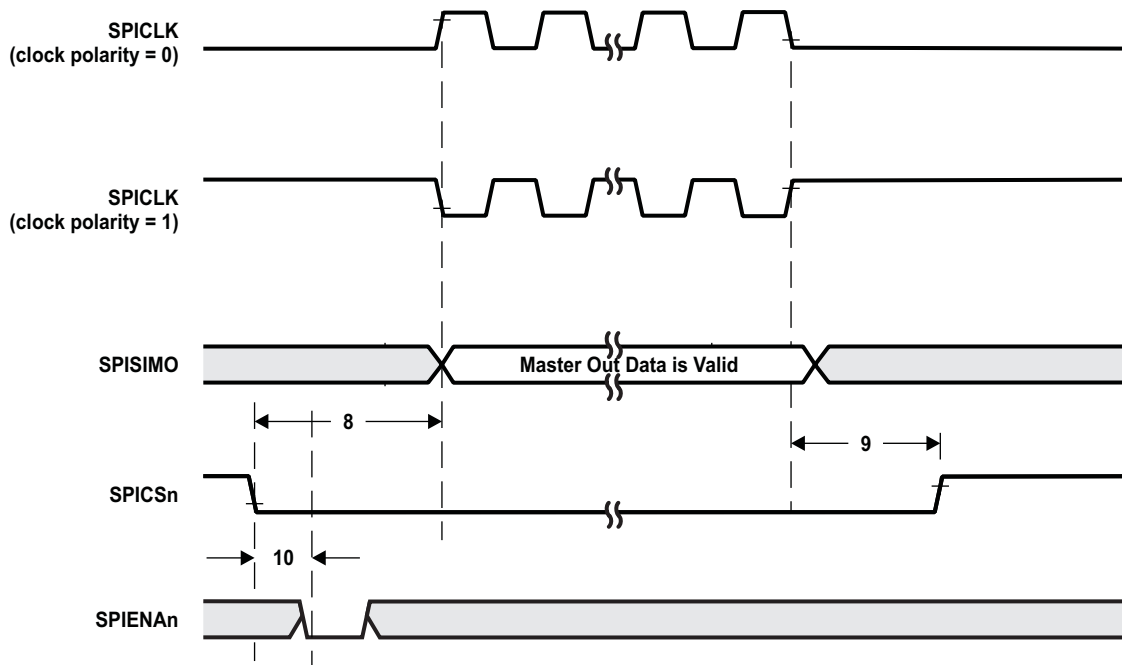 SPICLK
(clock polarity = 0)
SPICLK
(clock polarity = 1)
SPISIMO
Master Out Data is Valid
8
9
SPICSn
10
SPIENAn